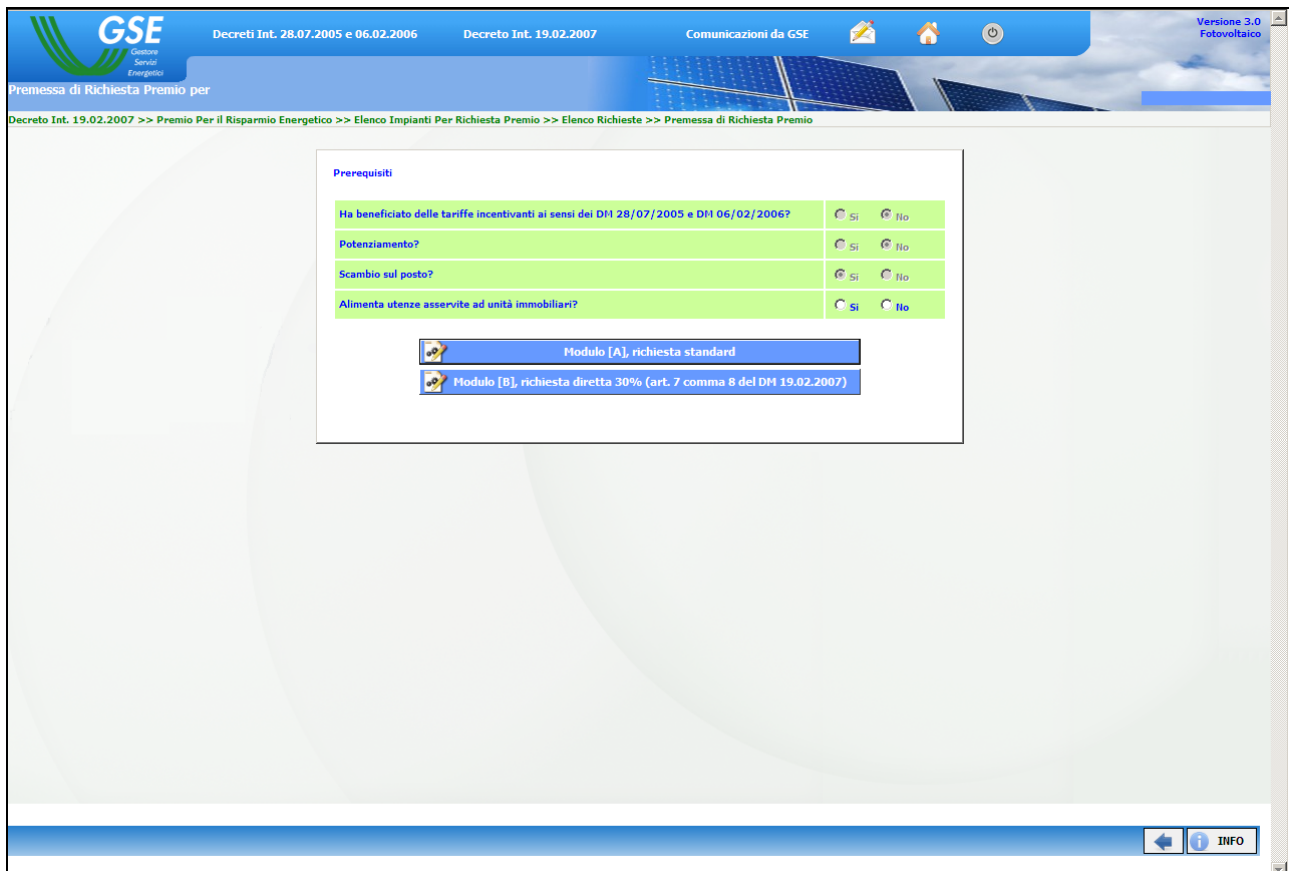 GSE
Gestore
Servizi
Energetici
Decreti Int. 28.07.2005 e 06.02.2006 Decreto Int. 19.02.2007 Comunicazioni da GSE
Versione 3.0
Fotovoltaico
Premessa di Richiesta Premio per
Decreto Int. 19.02.2007 >> Premio Per il Risparmio Energetico >> Elenco Impianti Per Richiesta Premio >> Elenco Richieste >> Premessa di Richiesta Premio
Prerequisiti
Ha beneficiato delle tariffe incentivanti ai sensi dei DM 28/07/2005 e DM 06/02/2006? Si No
Potenziamento? Si No
Scambio sul posto? Si No
Alimenta utenze asservite ad unità immobiliari? Si No
Modulo [A], richiesta standard
Modulo [B], richiesta diretta 30% (art. 7 comma 8 del DM 19.02.2007)
INFO